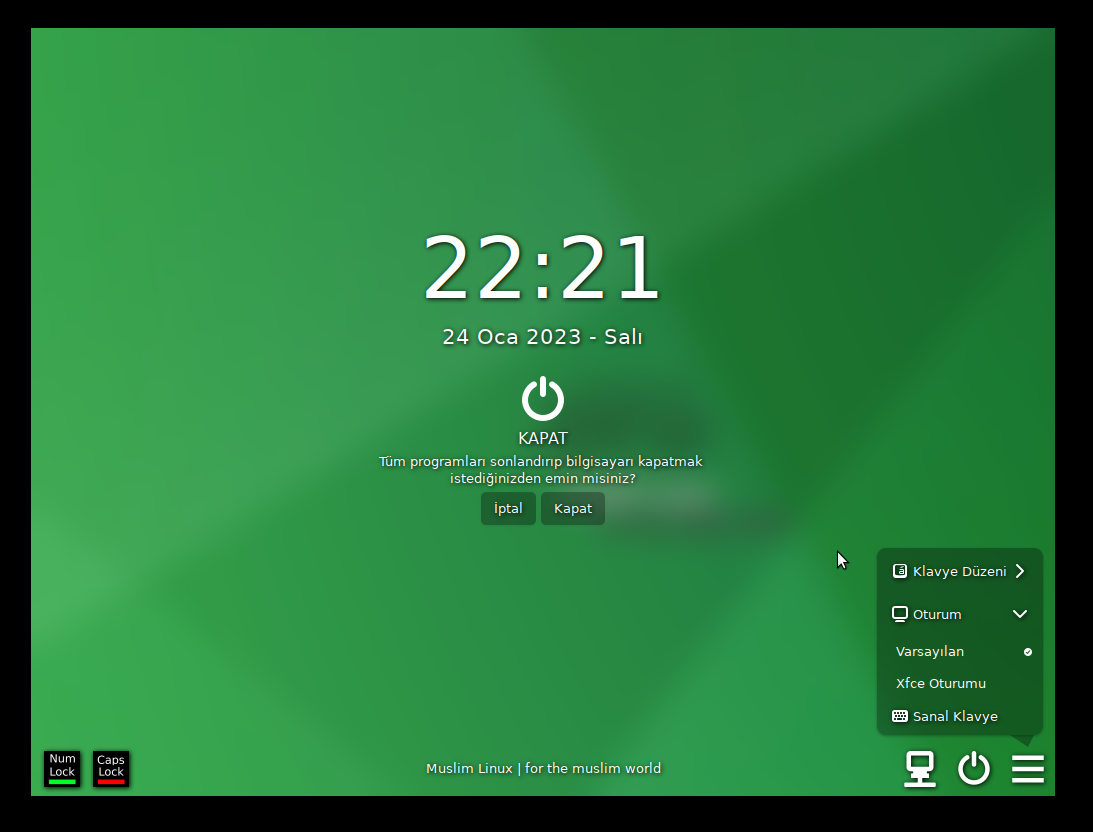 22:21
24 Oca 2023 - Salı
KAPAT
Tüm programları sonlandırıp bilgisayarı kapatmak
istediğinizden emin misiniz?
İptal
Kapat
Klavye Düzeni
Oturum
Varsayılan
Xfce Oturumu
Sanal Klavye
Num
Lock
Caps
Lock
Muslim Linux | for the muslim world